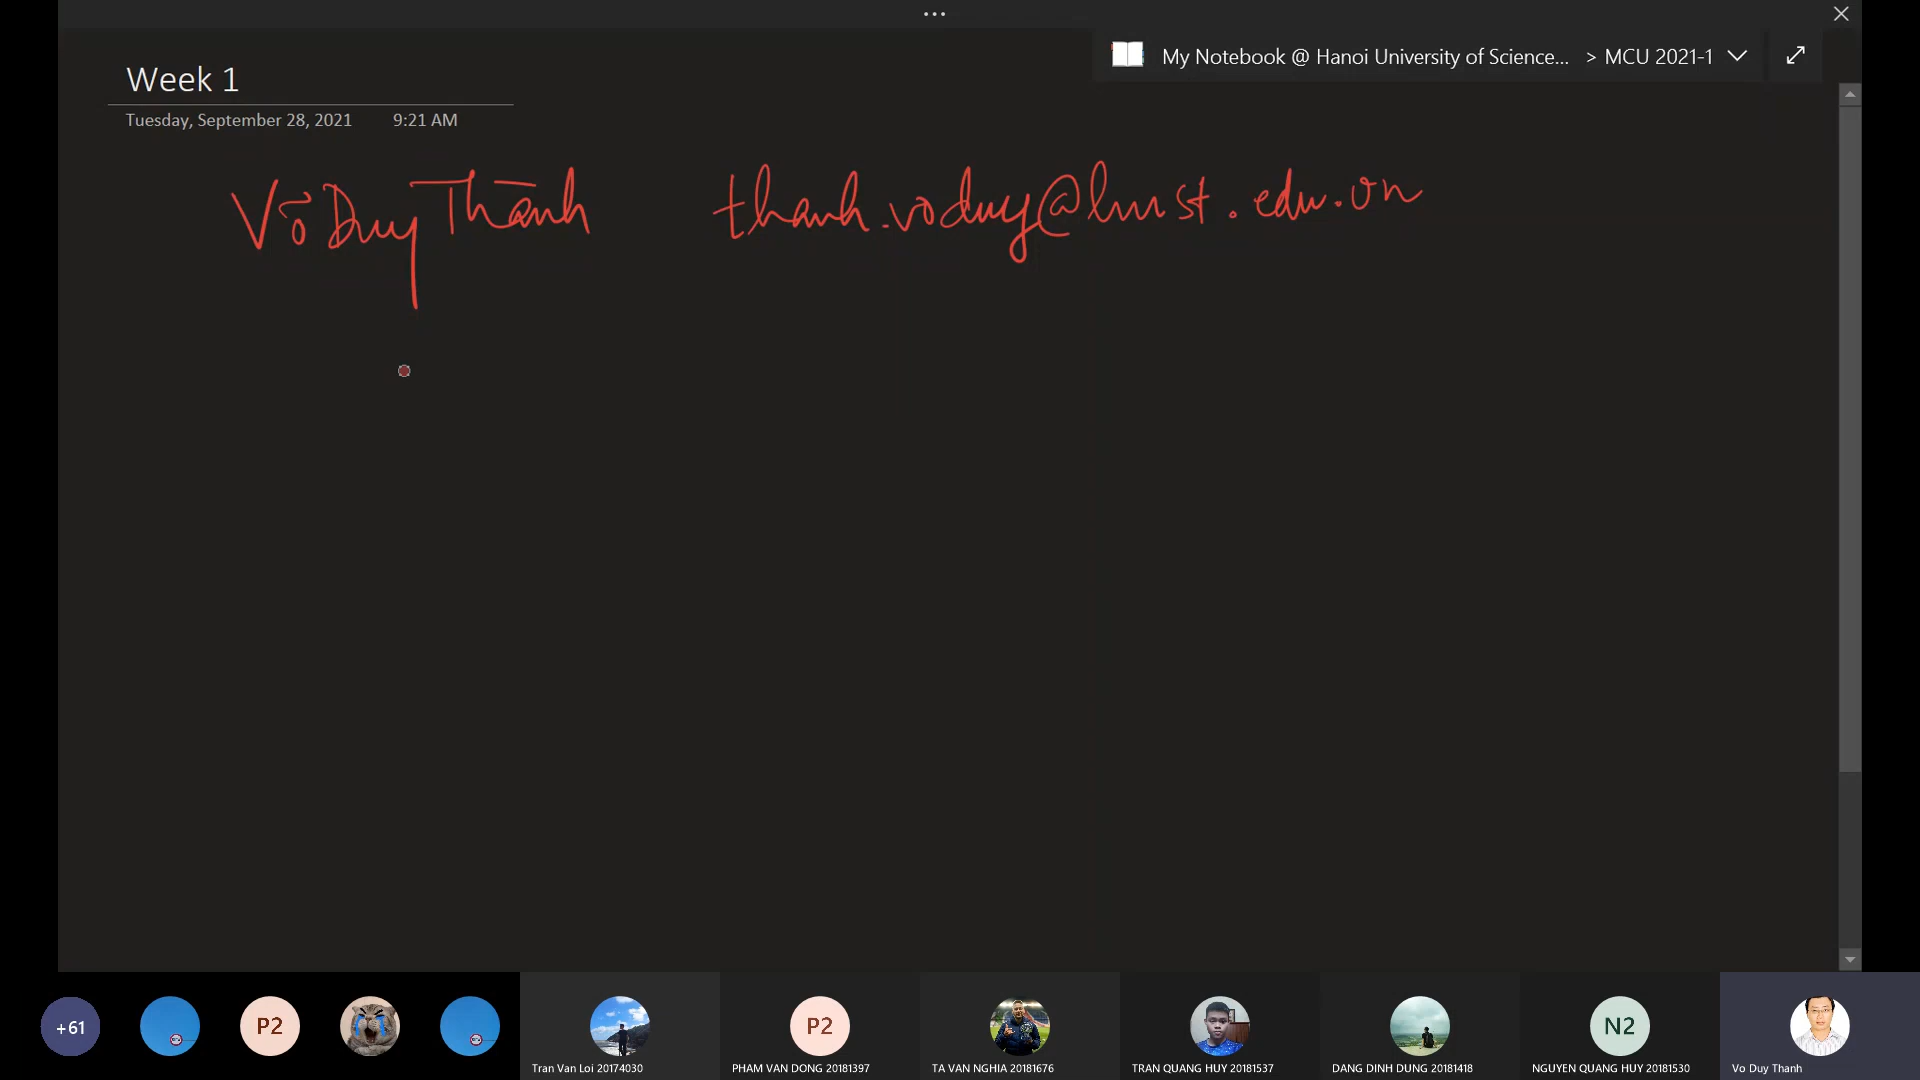 My Notebook @ Hanoi University of Science... > MCU 2021-1
Week 1
Tuesday, September 28, 2021 9:21 AM
Võ Duy Thành thanh.voduy@hust.edu.vn
+61
P2
Tran Van Loi 20174030
P2
PHAM VAN DONG 20181397
TA VAN NGHIA 20181676
TRAN QUANG HUY 20181537
DANG DINH DUNG 20181418
N2
NGUYEN QUANG HUY 20181530
Vo Duy Thanh